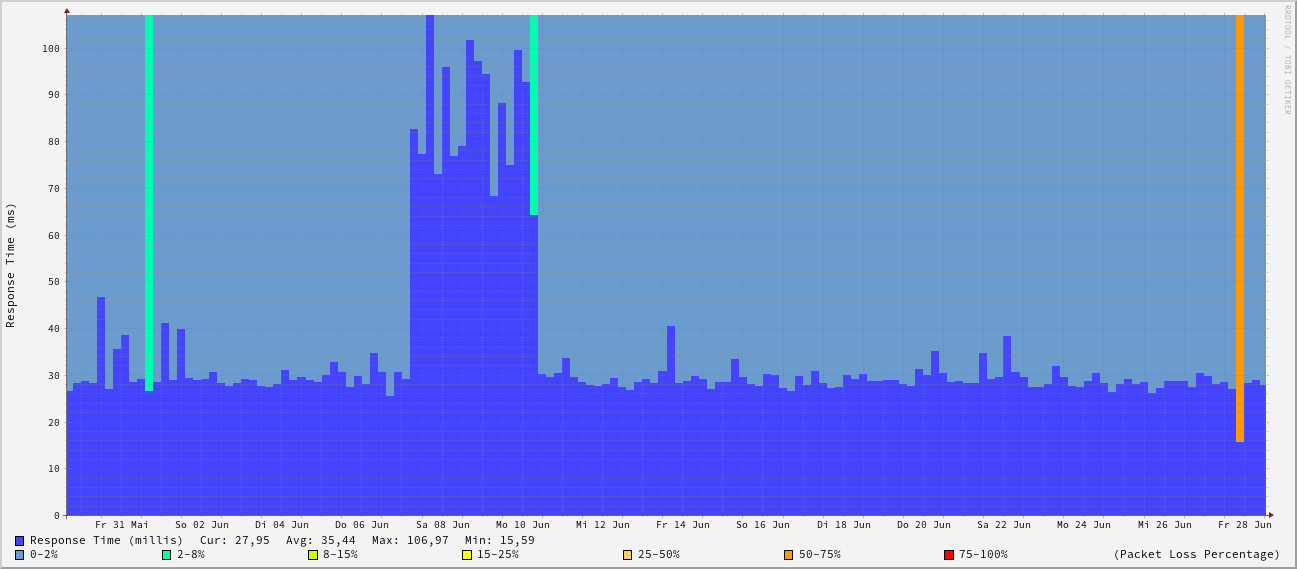 RRDTOOL / TOBI OETIKER
Response Time (ms)
100
90
80
70
60
50
40
30
20
10
0
Fr 31 Mai So 02 Jun Di 04 Jun Do 06 Jun Sa 08 Jun Mo 10 Jun Mi 12 Jun Fr 14 Jun So 16 Jun Di 18 Jun Do 20 Jun Sa 22 Jun Mo 24 Jun Mi 26 Jun Fr 28 Jun
Response Time (millis) Cur: 27,95 Avg: 35,44 Max: 106,97 Min: 15,59
0-2% 2-8% 8-15% 15-25% 25-50% 50-75% 75-100% (Packet Loss Percentage)